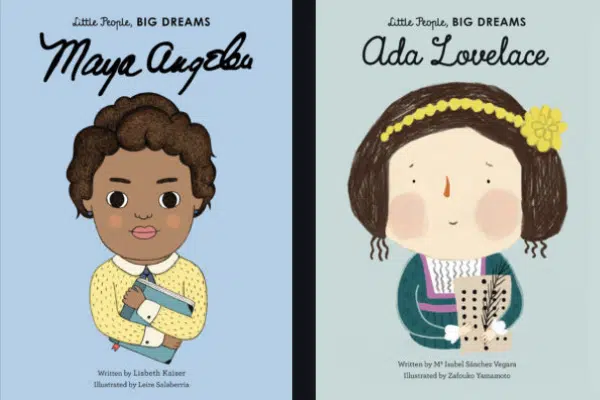 Little People, BIG DREAMS
Maya Angelou
Written by Lisbeth Kaiser
Illustrated by Leire Salaberria
Little People, BIG DREAMS
Ada Lovelace
Written by Mª Isabel Sánchez Vegara
Illustrated by Zafouko Yamamoto